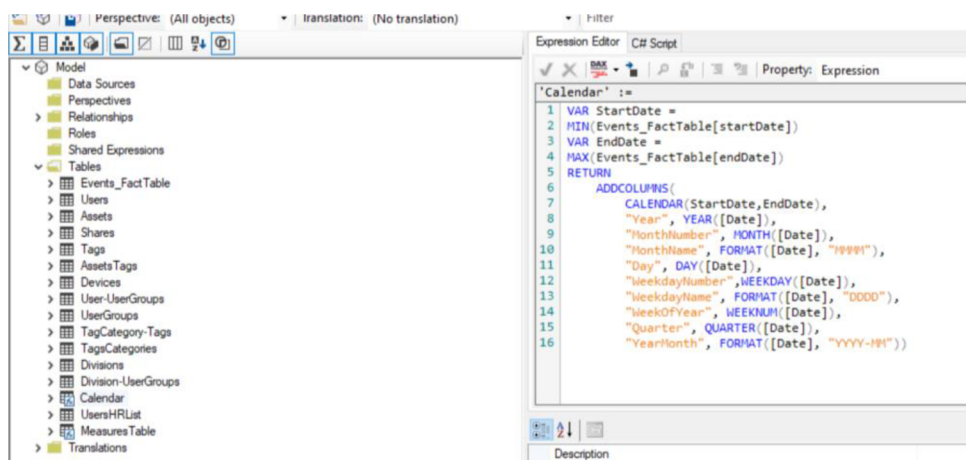 Perspective: (All objects) Translation: (No translation) Filter
Expression Editor C# Script
Property: Expression
'Calendar' :=
Model
Data Sources
Perspectives
Relationships
Roles
Shared Expressions
Tables
Events_FactTable
Users
Assets
Shares
Tags
AssetsTags
Devices
User-UserGroups
UserGroups
TagCategory-Tags
TagsCategories
Divisions
Division-UserGroups
Calendar
UsersHRList
MeasuresTable
Translations
1 VAR StartDate =
2 MIN(Events_FactTable[startDate])
3 VAR EndDate =
4 MAX(Events_FactTable[endDate])
5 RETURN
6 ADDCOLUMNS(
7 CALENDAR(StartDate,EndDate),
8 "Year", YEAR([Date]),
9 "MonthNumber", MONTH([Date]),
10 "MonthName", FORMAT([Date], "MMMM"),
11 "Day", DAY([Date]),
12 "WeekdayNumber",WEEKDAY([Date]),
13 "WeekdayName", FORMAT([Date], "DDDD"),
14 "WeekOfYear", WEEKNUM([Date]),
15 "Quarter", QUARTER([Date]),
16 "YearMonth", FORMAT([Date], "YYYY-MM"))
Description